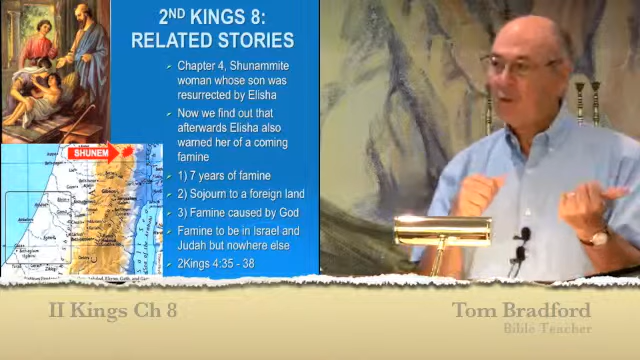 2ND KINGS 8:
RELATED STORIES
Chapter 4, Shunammite
woman whose son was
resurrected by Elisha
Now we find out that
afterwards Elisha also
warned her of a coming
famine
1) 7 years of famine
2) Sojourn to a foreign land
3) Famine caused by God
Famine to be in Israel and
Judah but nowhere else
2Kings 4:35 - 38
SHUNEM
II Kings Ch 8
Tom Bradford
Bible Teacher